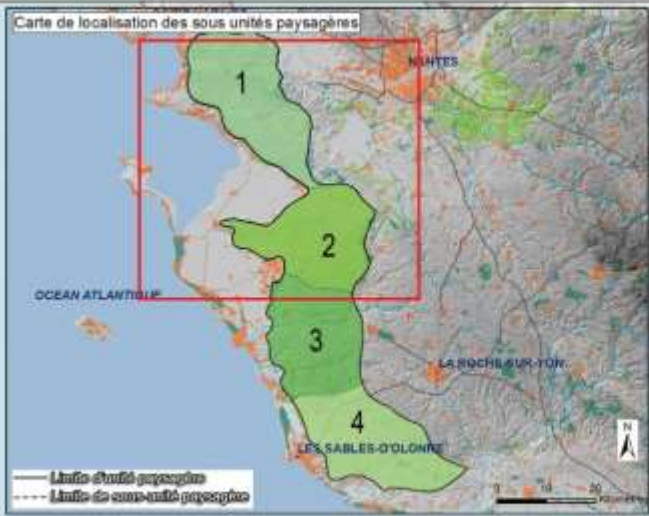 Carte de localisation des sous unités paysagères
NANTES
1
2
OCEAN ATLANTIQUE
3
LA ROCHE-SUR-YON
4
LES SABLES-D'OLONNE
N
Limite d'unité paysagère
Limite de sous-unité paysagère
0 10 20